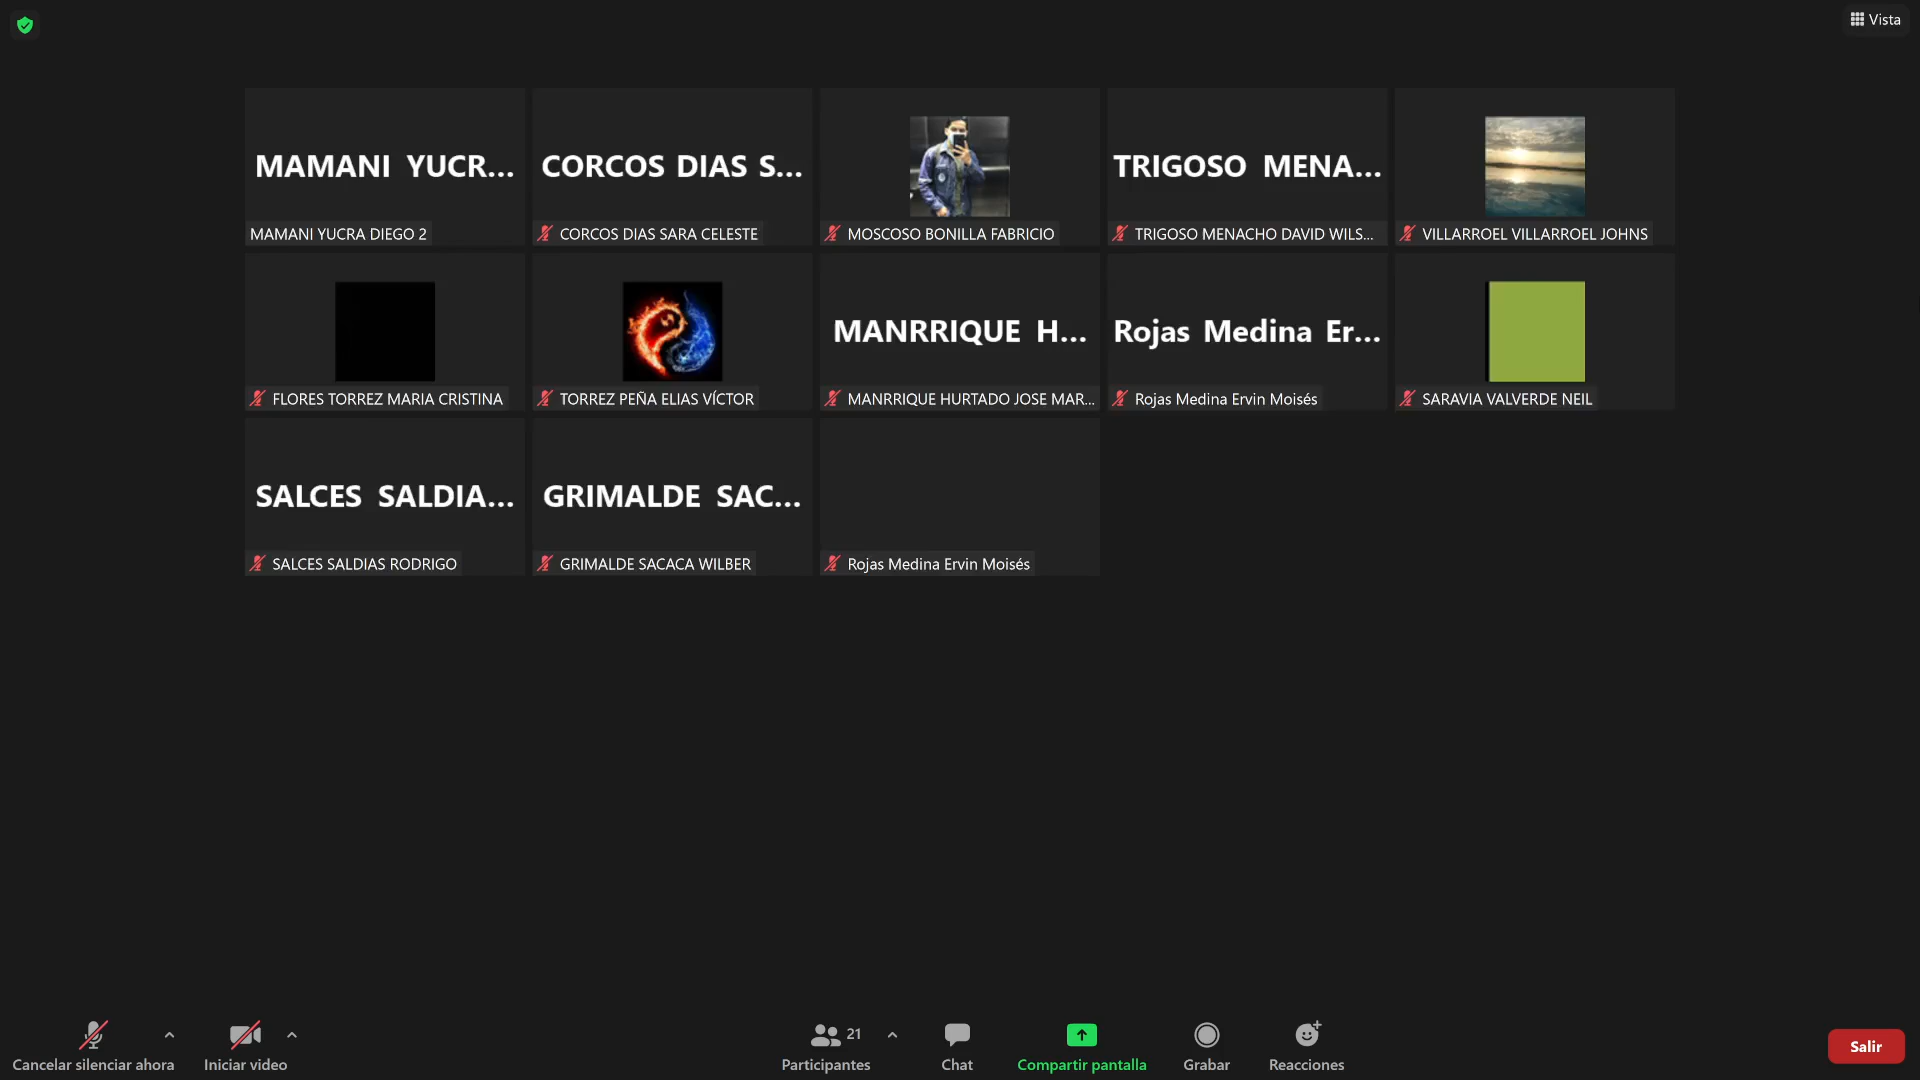 Vista
MAMANI YUCR...
MAMANI YUCRA DIEGO 2
CORCOS DIAS S...
CORCOS DIAS SARA CELESTE
MOSCOSO BONILLA FABRICIO
TRIGOSO MENA...
TRIGOSO MENACHO DAVID WILS...
VILLARROEL VILLARROEL JOHNS
FLORES TORREZ MARIA CRISTINA
TORREZ PEÑA ELIAS VÍCTOR
MANRRIQUE H...
MANRRIQUE HURTADO JOSE MAR...
Rojas Medina Er...
Rojas Medina Ervin Moisés
SARAVIA VALVERDE NEIL
SALCES SALDIA...
SALCES SALDIAS RODRIGO
GRIMALDE SAC...
GRIMALDE SACACA WILBER
Rojas Medina Ervin Moisés
Cancelar silenciar ahora
Iniciar video
21
Participantes
Chat
Compartir pantalla
Grabar
Reacciones
Salir